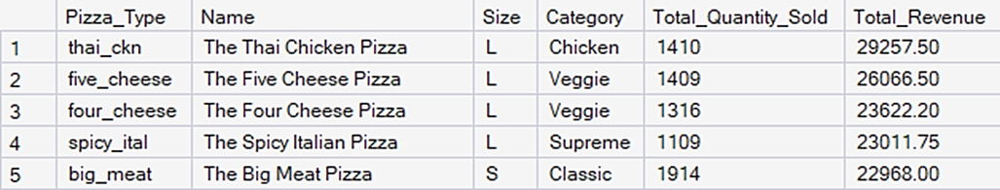 Pizza_Type Name Size Category Total_Quantity_Sold Total_Revenue
1 thai_ckn The Thai Chicken Pizza L Chicken 1410 29257.50
2 five_cheese The Five Cheese Pizza L Veggie 1409 26066.50
3 four_cheese The Four Cheese Pizza L Veggie 1316 23622.20
4 spicy_ital The Spicy Italian Pizza L Supreme 1109 23011.75
5 big_meat The Big Meat Pizza S Classic 1914 22968.00